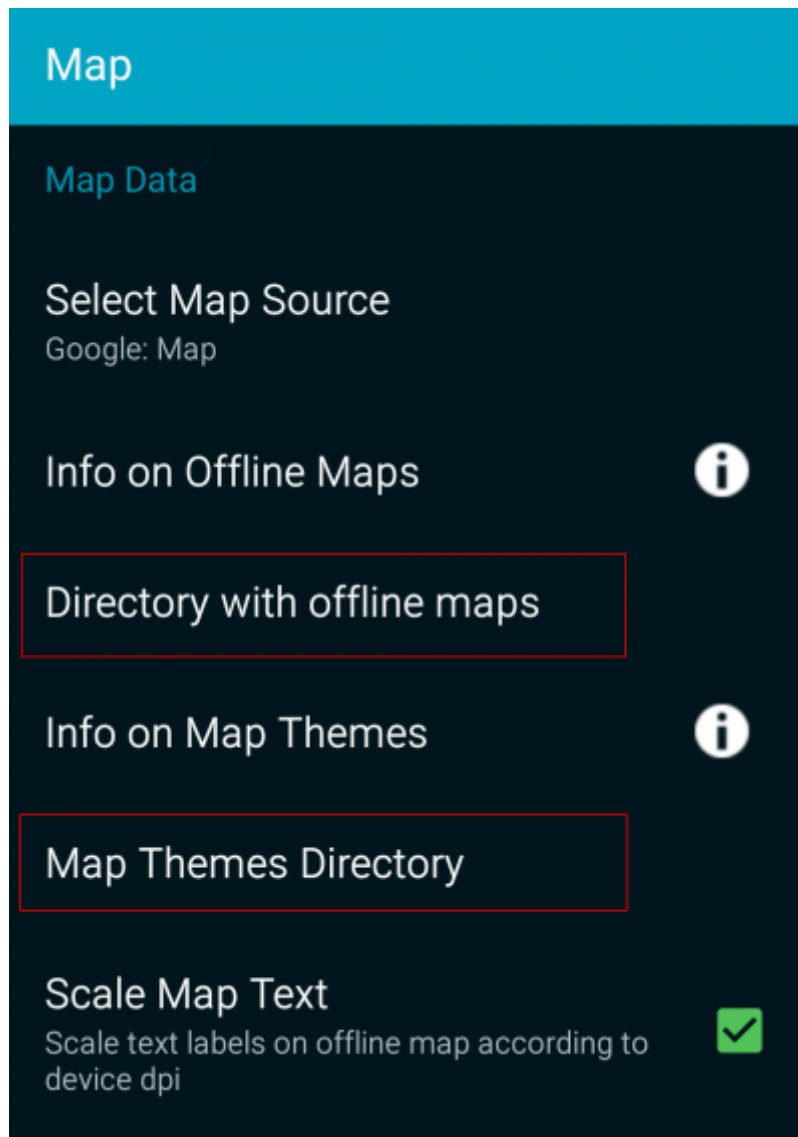 Map
Map Data
Select Map Source
Google: Map
Info on Offline Maps
Directory with offline maps
Info on Map Themes
Map Themes Directory
Scale Map Text
Scale text labels on offline map according to
device dpi